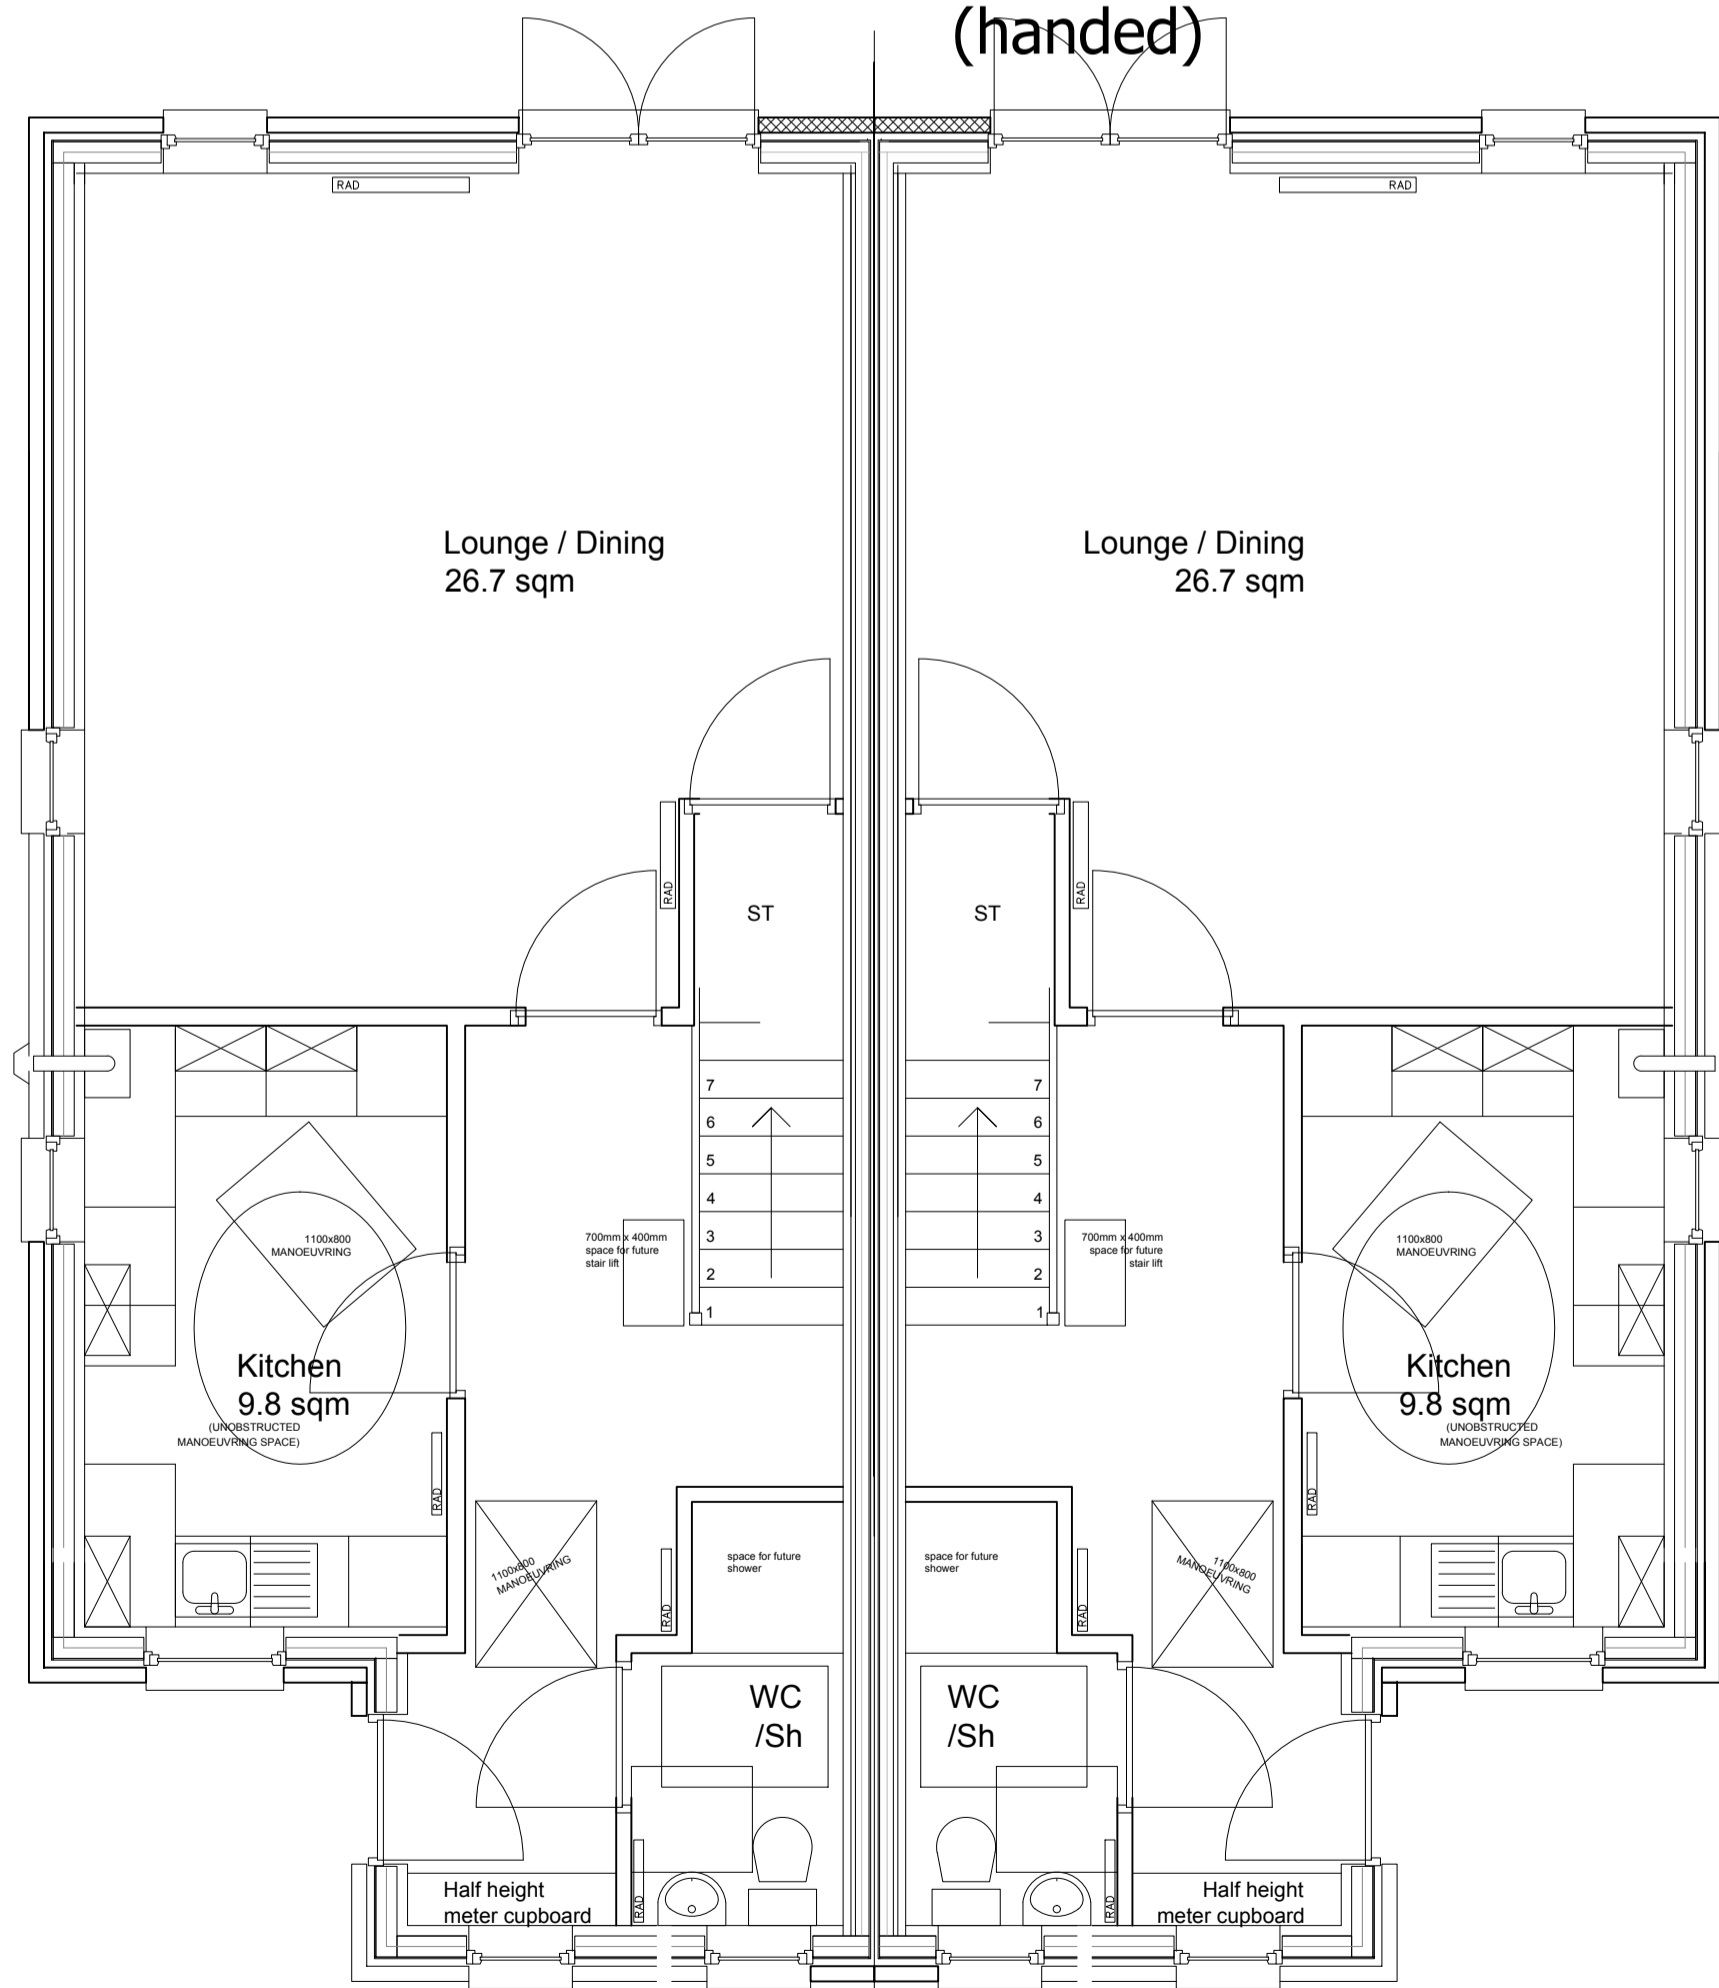 (handed)
RAD
RAD
Lounge / Dining
26.7 sqm
Lounge / Dining
26.7 sqm
RAD
RAD
ST
ST
7
6
5
4
3
2
1
7
6
5
4
3
2
1
1100x800
MANOEUVRING
700mm x 400mm
space for future
stair lift
700mm x 400mm
space for future
stair lift
1100x800
MANOEUVRING
Kitchen
9.8 sqm
(UNOBSTRUCTED
MANOEUVRING SPACE)
Kitchen
9.8 sqm
(UNOBSTRUCTED
MANOEUVRING SPACE)
RAD
RAD
1100x800
MANOEUVRING
RAD
space for future
shower
space for future
shower
RAD
1100x800
MANOEUVRING
WC
/Sh
WC
/Sh
Half height
meter cupboard
RAD
RAD
Half height
meter cupboard